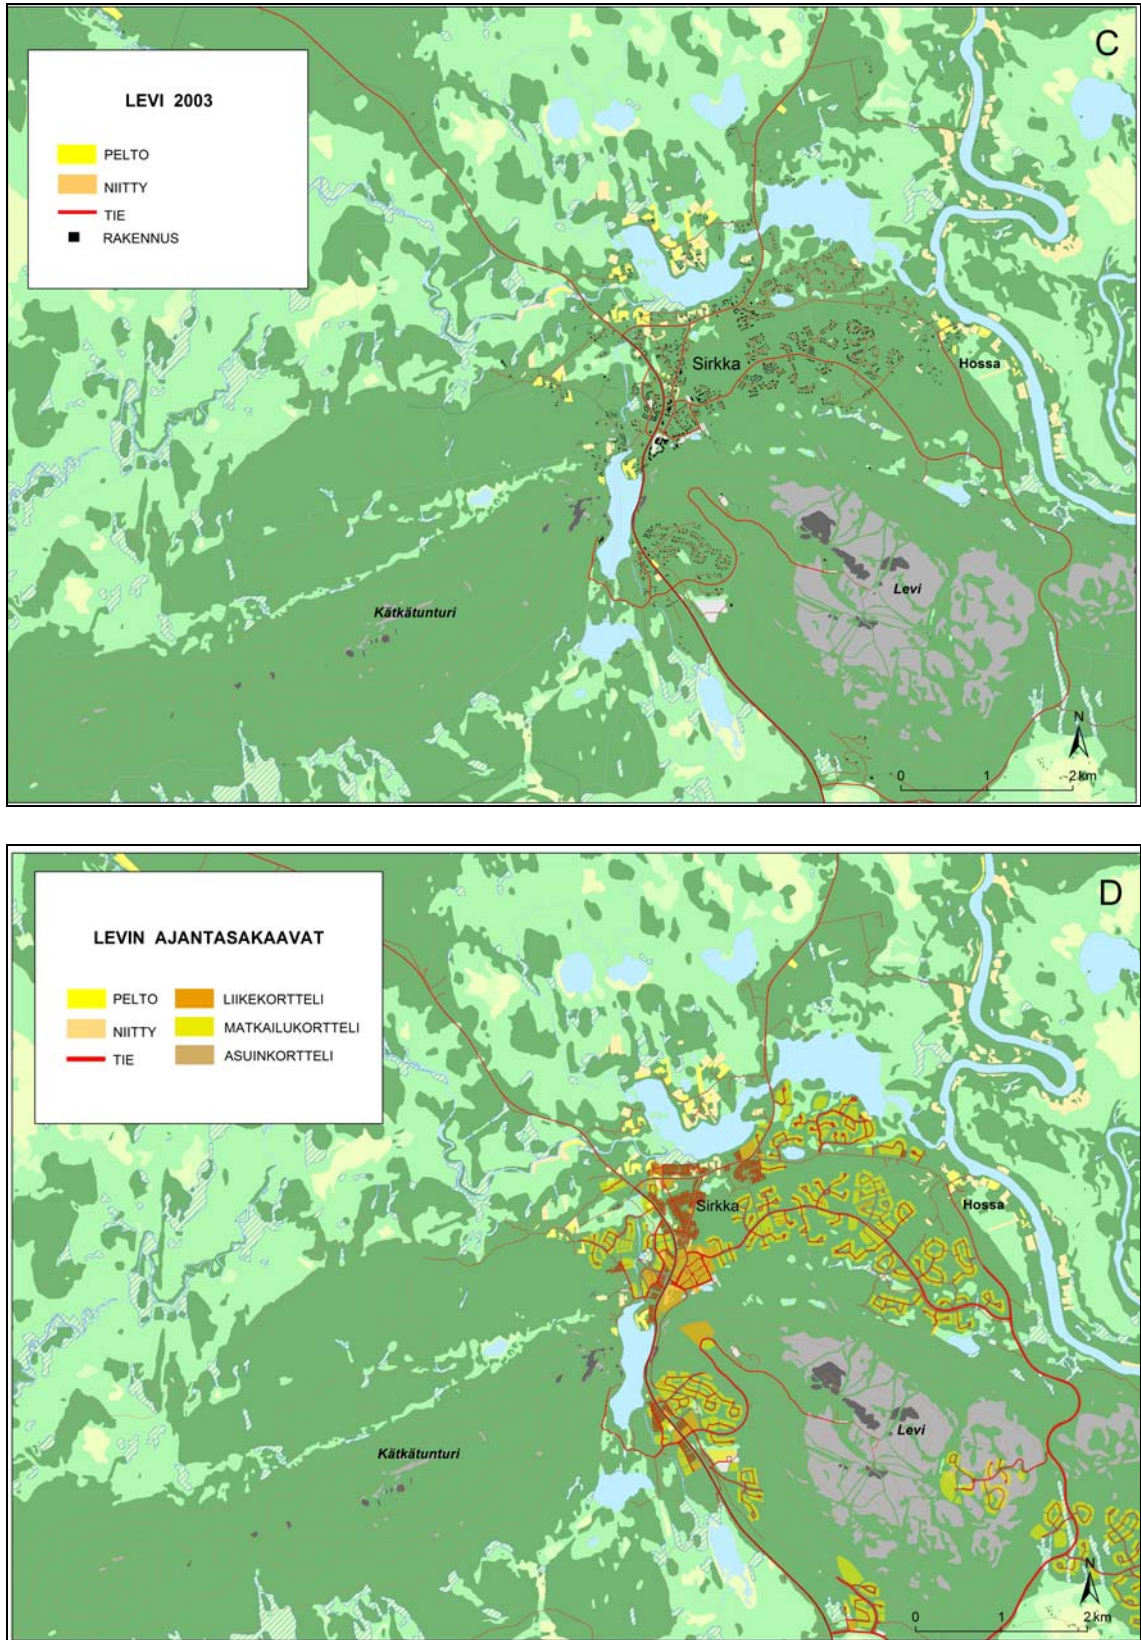 C
LEVI 2003
PELTO
NIITTY
TIE
RAKENNUS
Sirkka
Hossa
Levi
Kätkätunturi
N
0 1 2 km
D
LEVIN AJANTASAKAAVAT
PELTO LIIKEKORTTELI
NIITTY MATKAILUKORTTELI
TIE ASUINKORTTELI
Sirkka
Hossa
Levi
Kätkätunturi
N
0 1 2 km